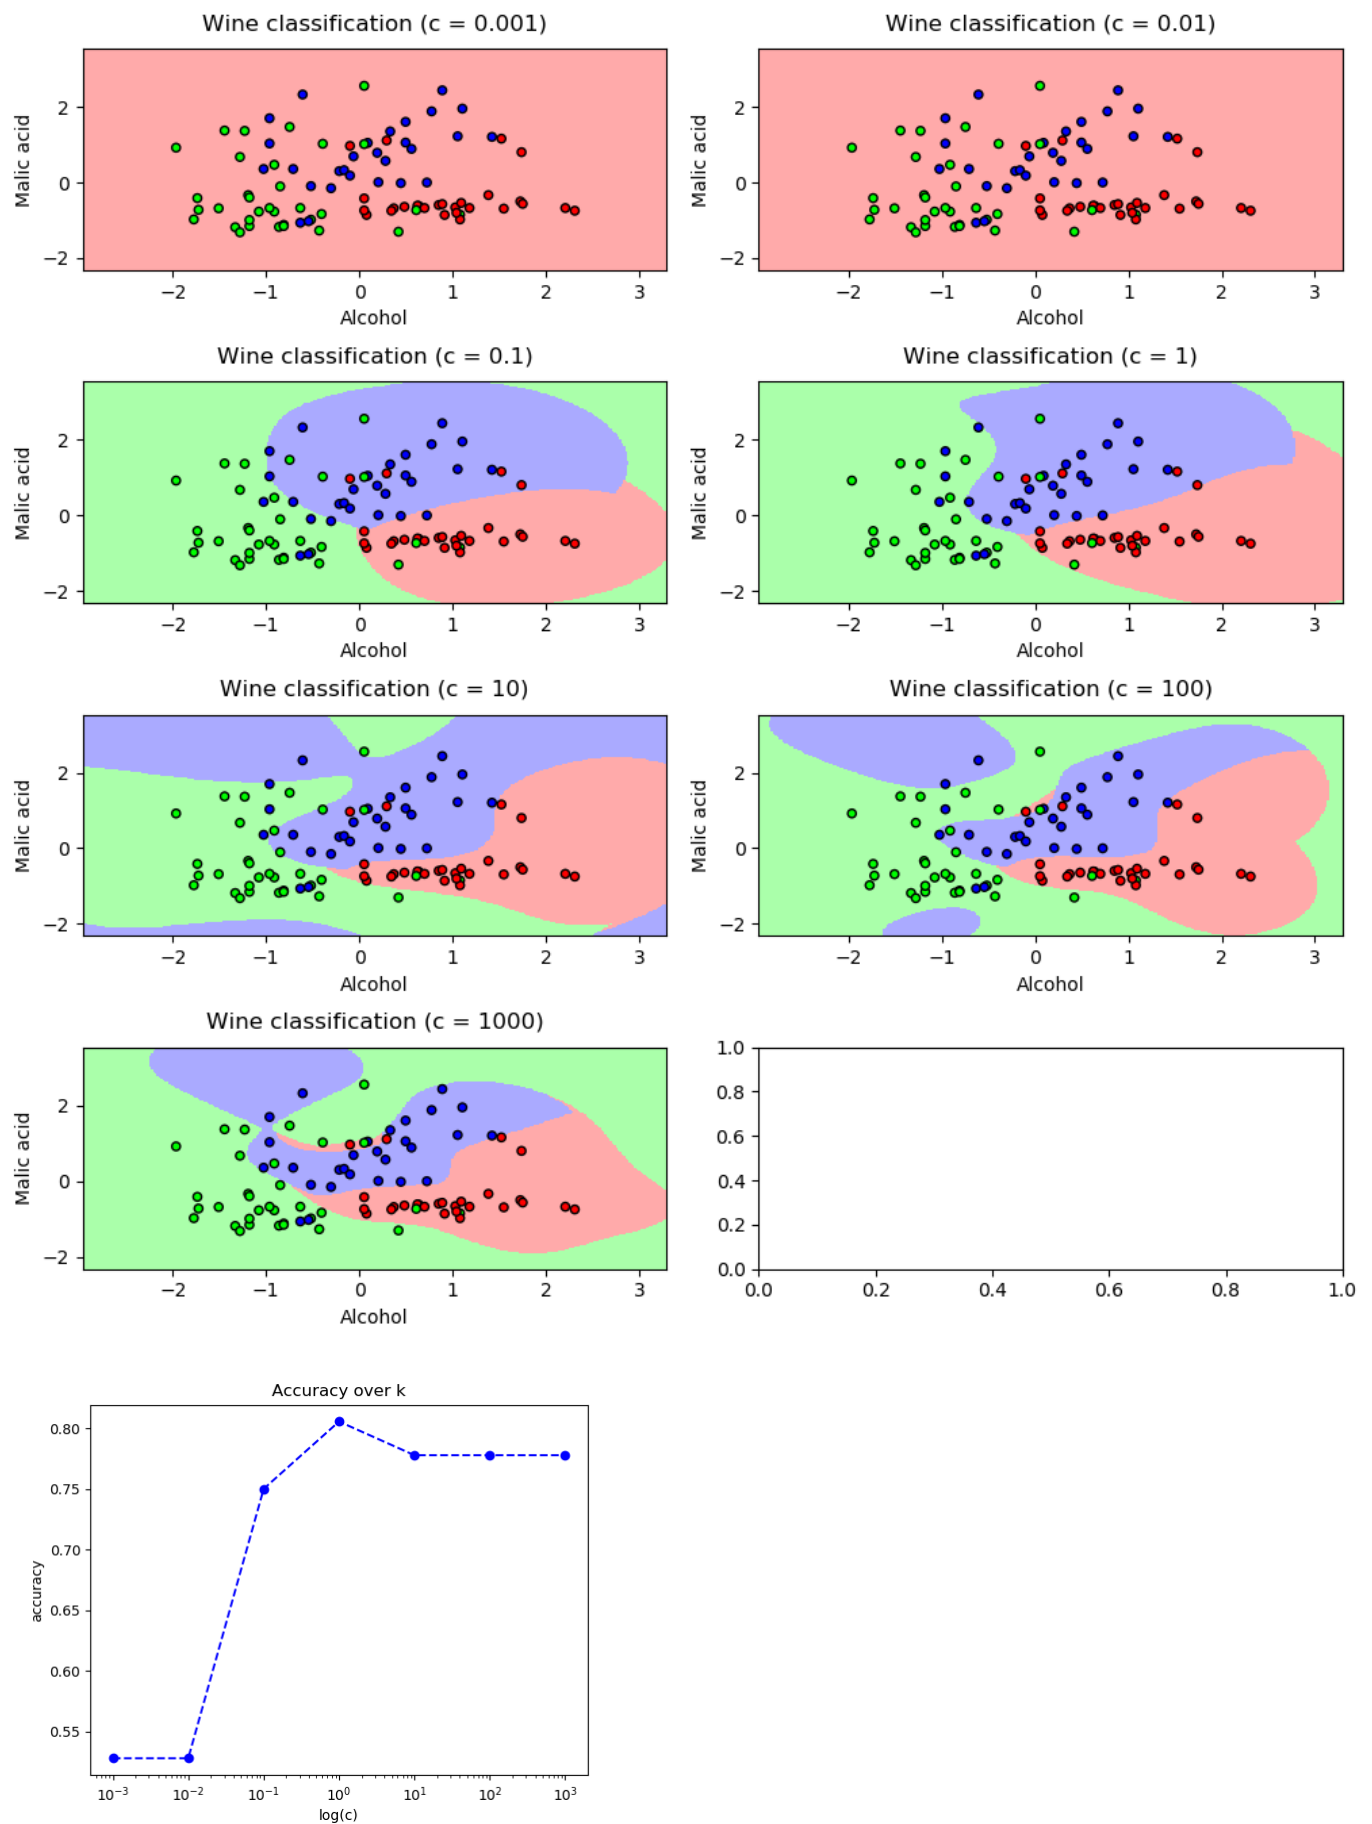 Wine classification (c = 0.001)
Malic acid
2
0
−2
−2 −1 0 1 2 3
Alcohol
Wine classification (c = 0.01)
Malic acid
2
0
−2
−2 −1 0 1 2 3
Alcohol
Wine classification (c = 0.1)
Malic acid
2
0
−2
−2 −1 0 1 2 3
Alcohol
Wine classification (c = 1)
Malic acid
2
0
−2
−2 −1 0 1 2 3
Alcohol
Wine classification (c = 10)
Malic acid
2
0
−2
−2 −1 0 1 2 3
Alcohol
Wine classification (c = 100)
Malic acid
2
0
−2
−2 −1 0 1 2 3
Alcohol
Wine classification (c = 1000)
Malic acid
2
0
−2
−2 −1 0 1 2 3
Alcohol
1.0
0.8
0.6
0.4
0.2
0.0
0.0 0.2 0.4 0.6 0.8 1.0
Accuracy over k
accuracy
0.80
0.75
0.70
0.65
0.60
0.55
10⁻³ 10⁻² 10⁻¹ 10⁰ 10¹ 10² 10³
log(c)